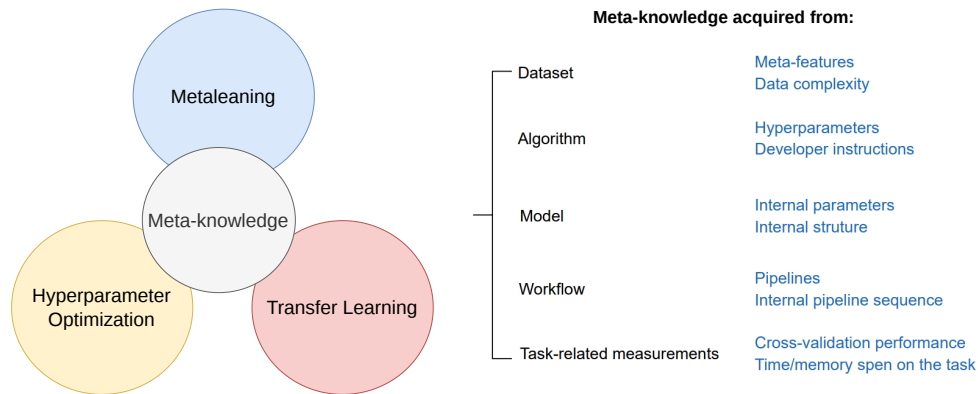 Metaleaning
Meta-knowledge
Hyperparameter
Optimization
Transfer Learning
Meta-knowledge acquired from:
Dataset
Meta-features
Data complexity
Algorithm
Hyperparameters
Developer instructions
Model
Internal parameters
Internal struture
Workflow
Pipelines
Internal pipeline sequence
Task-related measurements
Cross-validation performance
Time/memory spen on the task